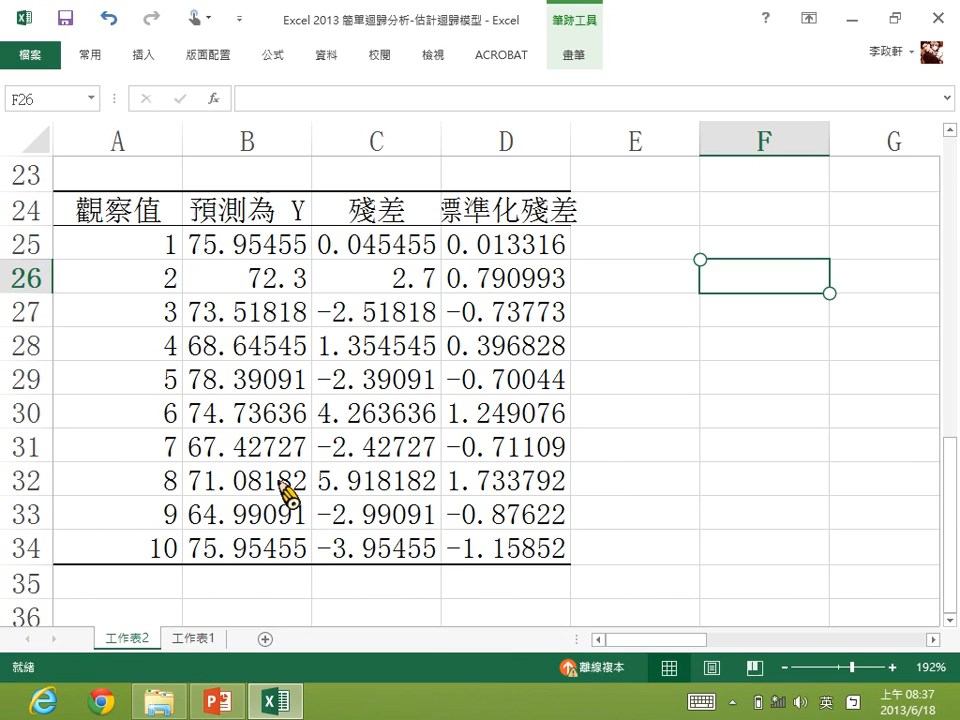 Excel 2013 簡單迴歸分析-估計迴歸模型 - Excel
筆跡工具
?
檔案 常用 插入 版面配置 公式 資料 校閱 檢視 ACROBAT 畫筆
李政軒
F26
fx
A B C D E F G
23
24 觀察值 預測為 Y 殘差 標準化殘差
25 1 75.95455 0.045455 0.013316
26 2 72.3 2.7 0.790993
27 3 73.51818 -2.51818 -0.73773
28 4 68.64545 1.354545 0.396828
29 5 78.39091 -2.39091 -0.70044
30 6 74.73636 4.263636 1.249076
31 7 67.42727 -2.42727 -0.71109
32 8 71.08182 5.918182 1.733792
33 9 64.99091 -2.99091 -0.87622
34 10 75.95455 -3.95455 -1.15852
35
36
工作表2 工作表1
就緒
離線複本
192%
英
上午 08:37
2013/6/18